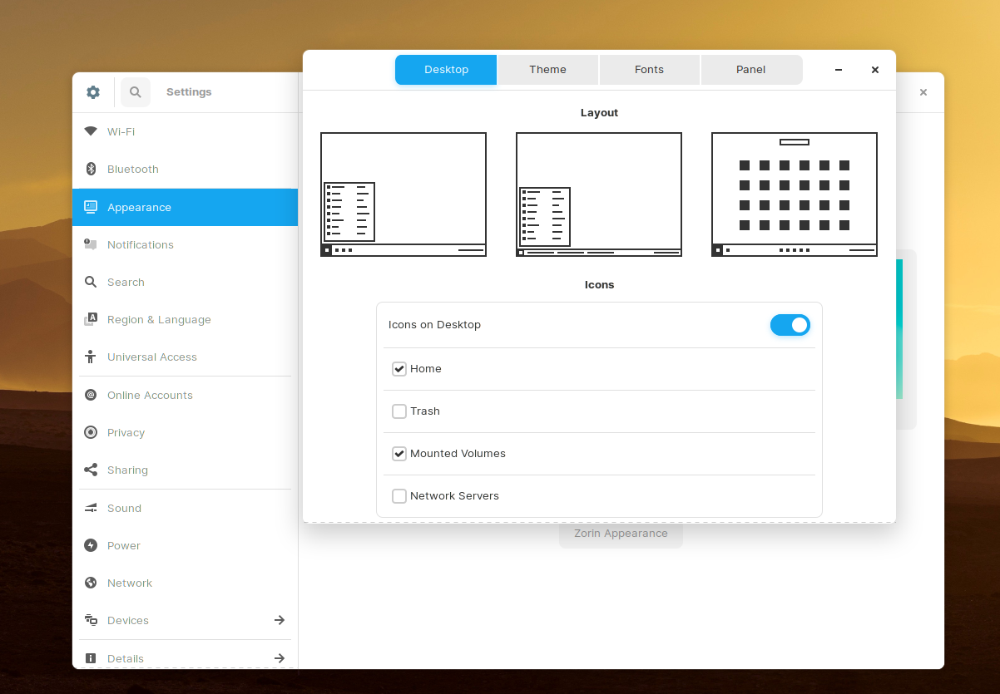 Desktop
Theme
Fonts
Panel
Settings
Layout
Wi-Fi
Bluetooth
Appearance
Notifications
Search
Region & Language
Universal Access
Online Accounts
Privacy
Sharing
Sound
Power
Network
Devices
Details
Icons
Icons on Desktop
Home
Trash
Mounted Volumes
Network Servers
Zorin Appearance